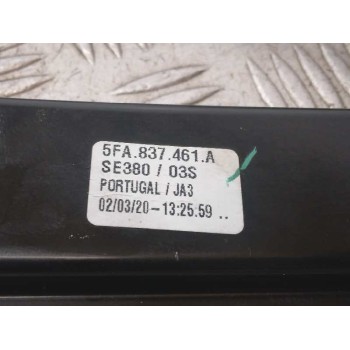 5FA.837.461.A
SE380 / 03S
PORTUGAL / JA3
02/03/20-13:25.59 ..